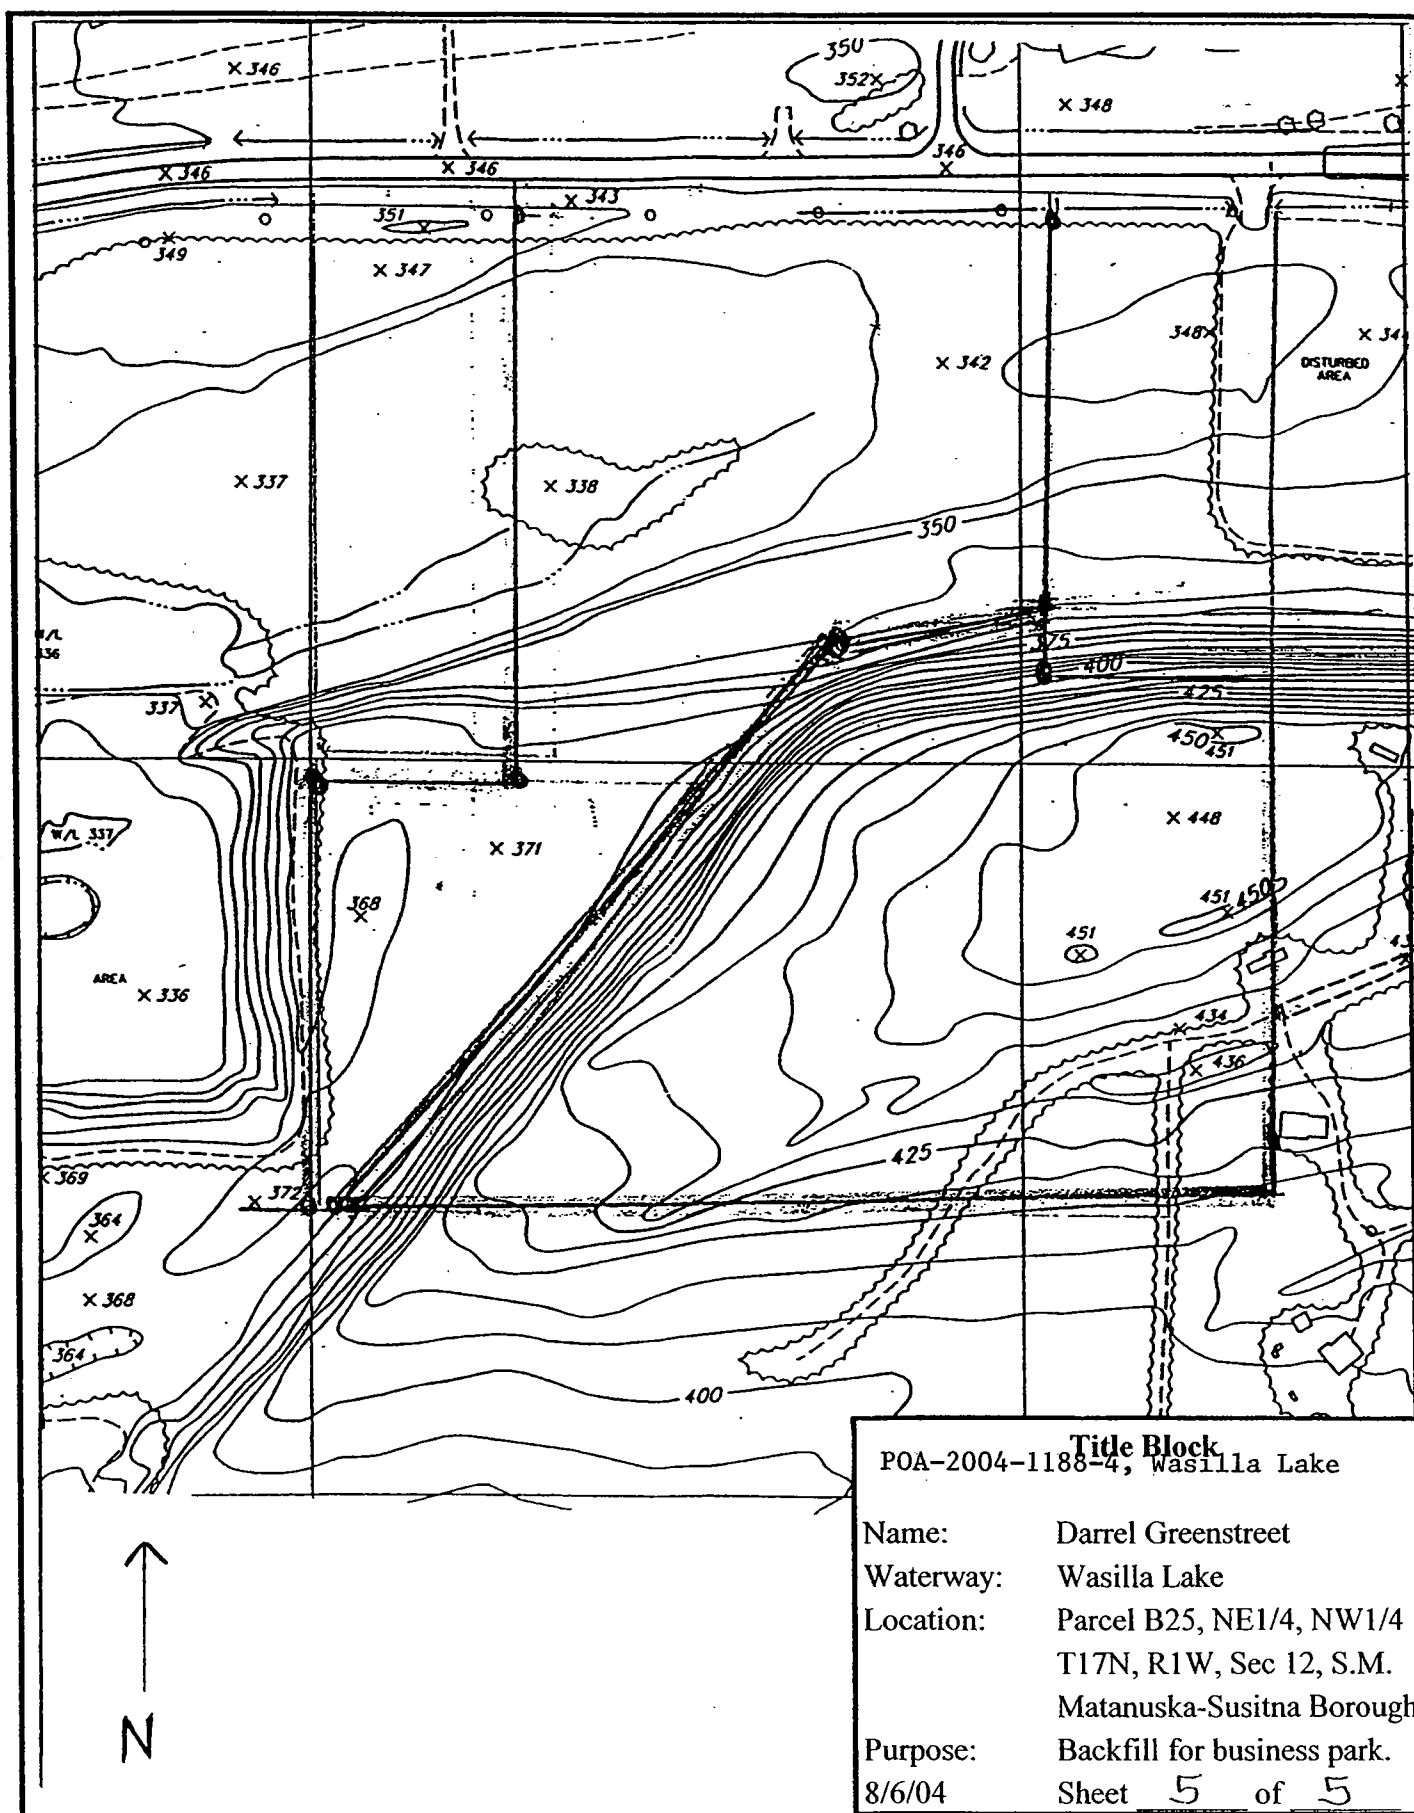 350
346
352
348
346
346
346
343
351
349
347
348
342
DISTURBED
AREA
337
338
350
W/L
336
375
400
425
337
450
451
448
W/L 337
371
368
451 450
451
AREA
336
434
436
425
369
372
364
368
364
400
Title Block
POA-2004-1188-4, Wasilla Lake
Name: Darrel Greenstreet
Waterway: Wasilla Lake
Location: Parcel B25, NE1/4, NW1/4
T17N, R1W, Sec 12, S.M.
Matanuska-Susitna Borough
Purpose: Backfill for business park.
8/6/04 Sheet 5 of 5
N